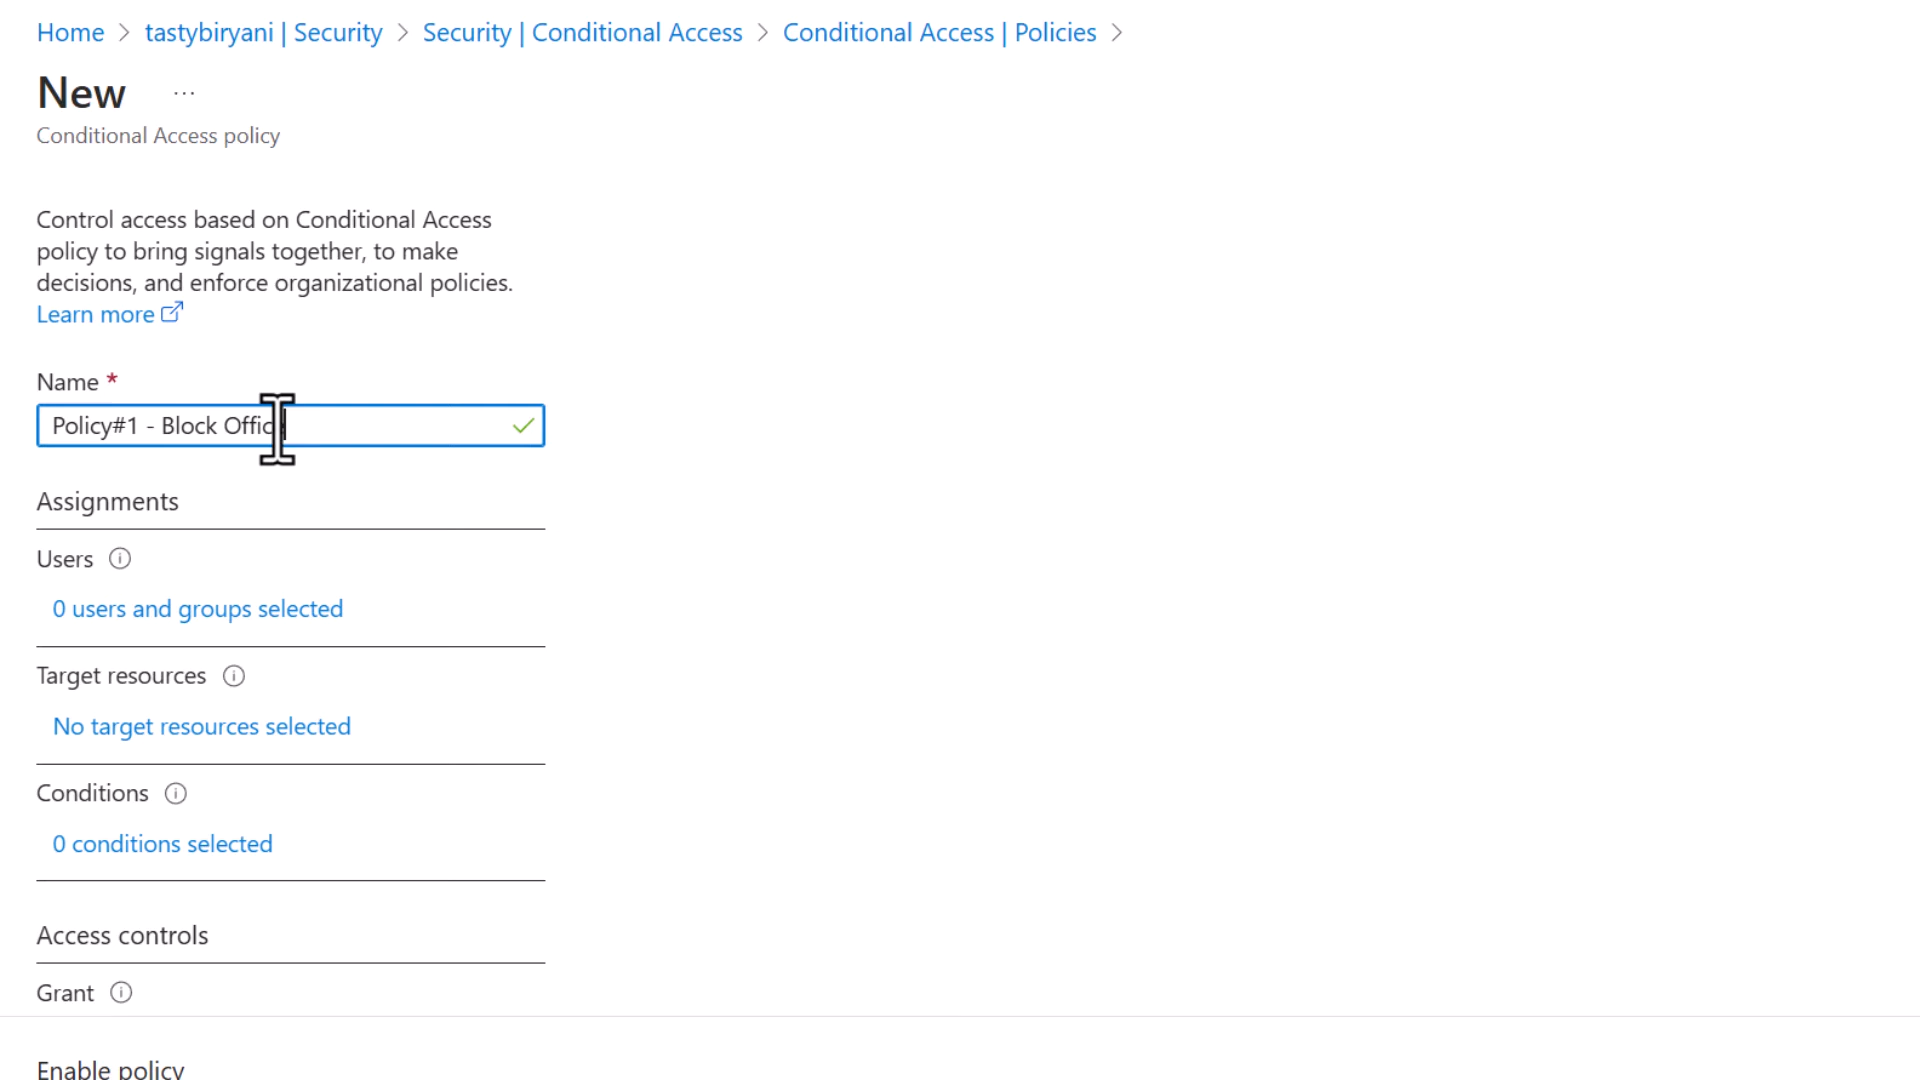 Home > tastybiryani | Security > Security | Conditional Access > Conditional Access | Policies >
New ...
Conditional Access policy
Control access based on Conditional Access
policy to bring signals together, to make
decisions, and enforce organizational policies.
Learn more
Name *
Policy#1 - Block Offic
Assignments
Users
0 users and groups selected
Target resources
No target resources selected
Conditions
0 conditions selected
Access controls
Grant
Enable policy